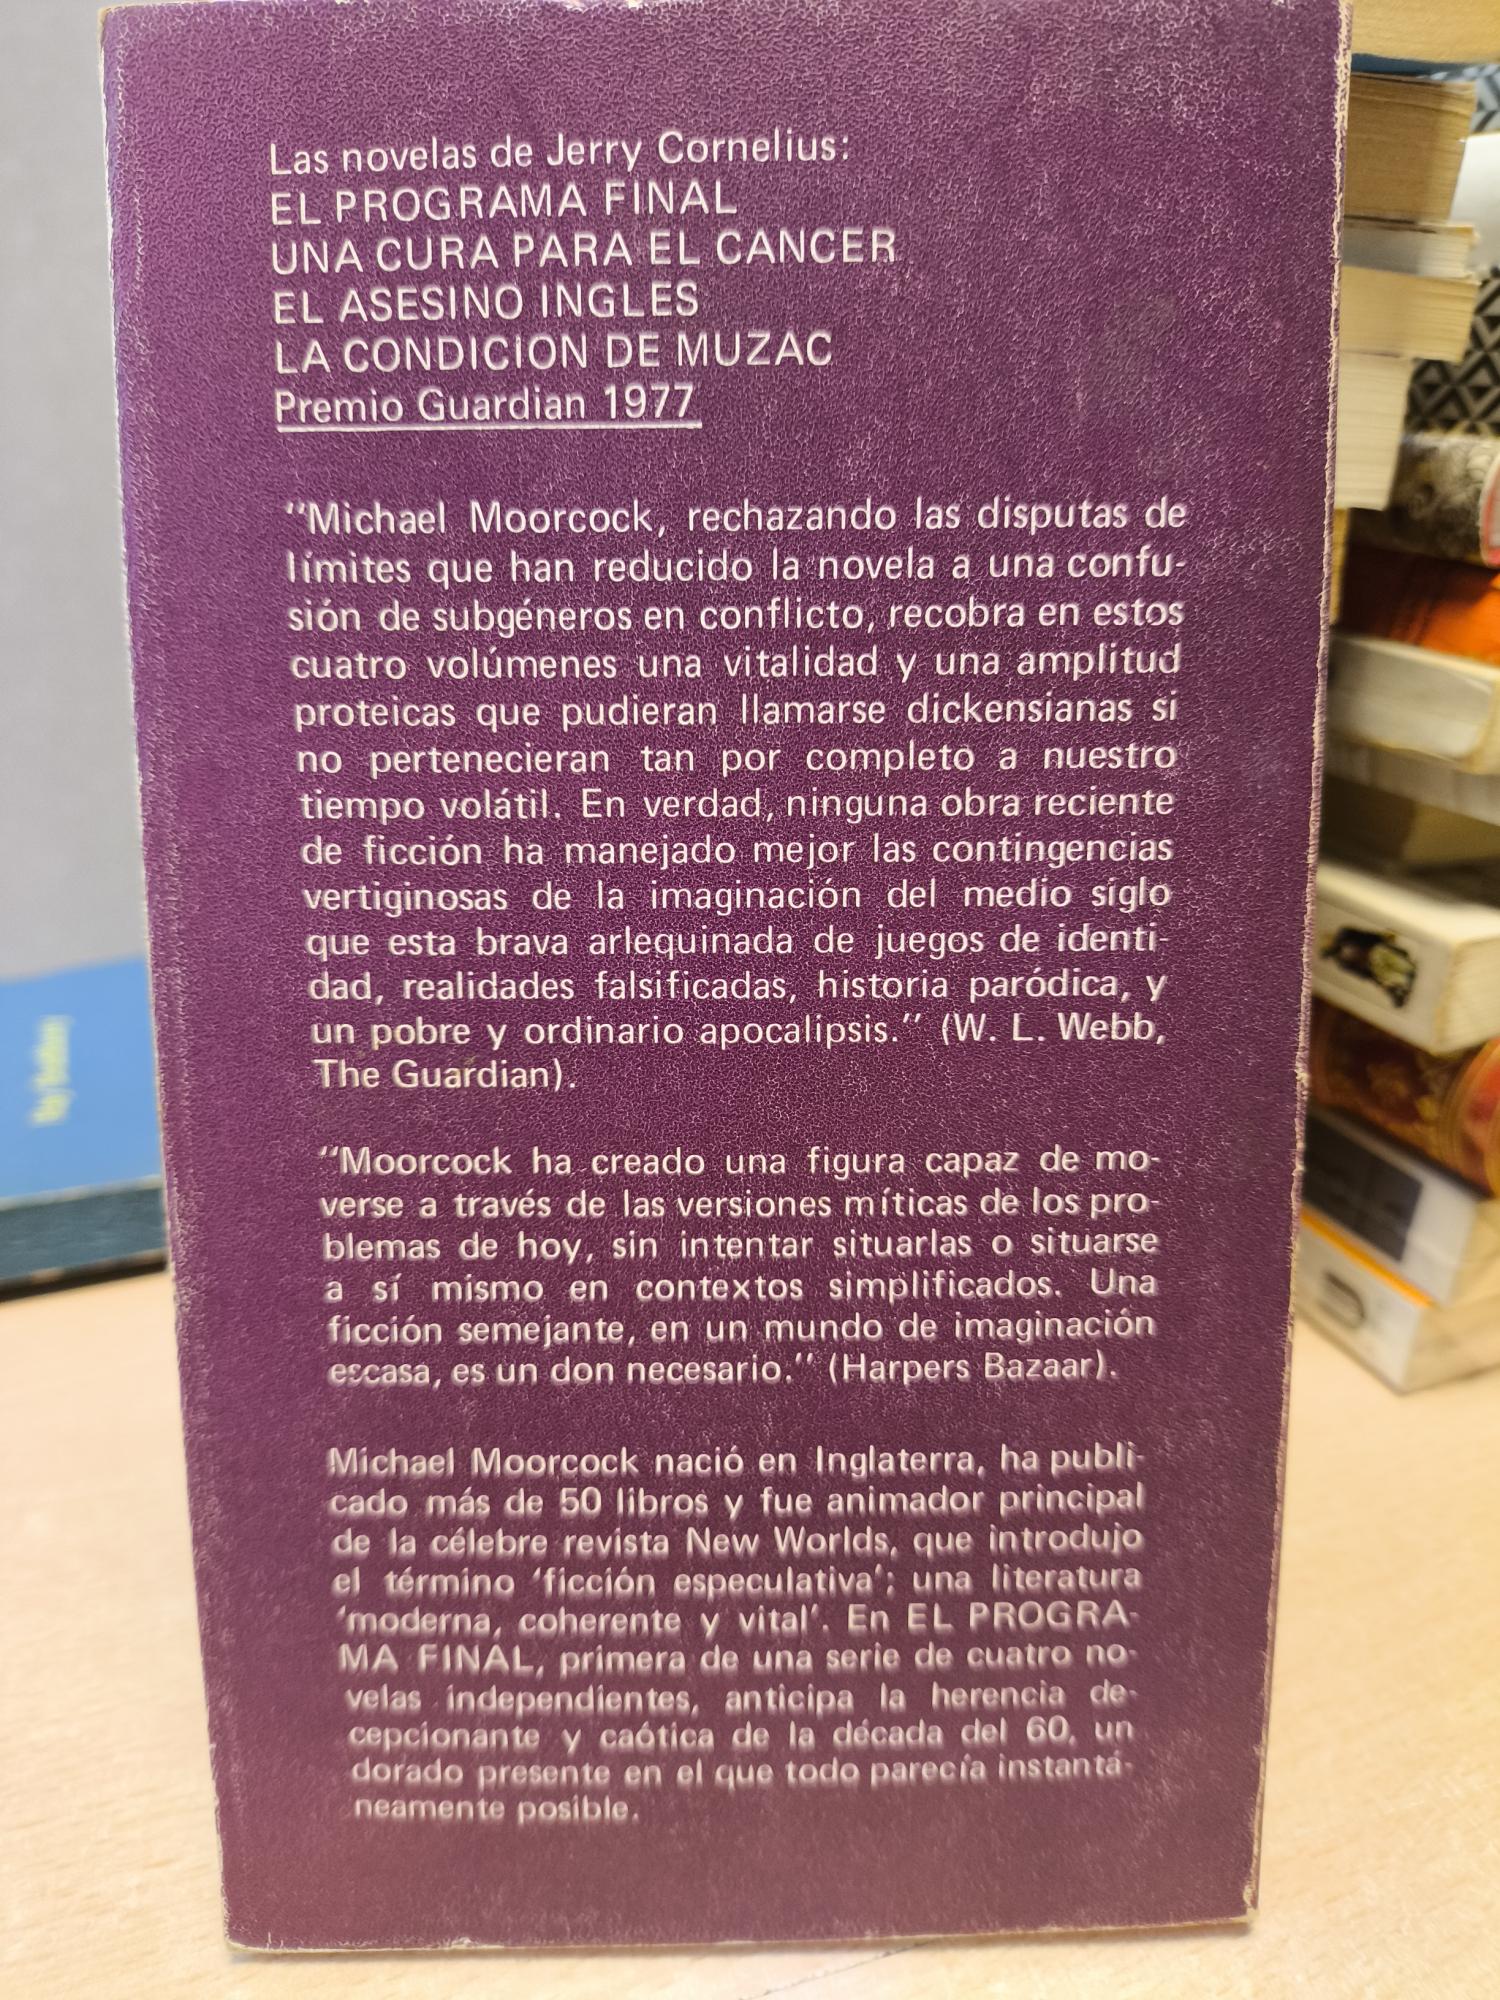 Las novelas de Jerry Cornelius:
EL PROGRAMA FINAL
UNA CURA PARA EL CANCER
EL ASESINO INGLES
LA CONDICION DE MUZAC
Premio Guardian 1977
“Michael Moorcock, rechazando las disputas de
límites que han reducido la novela a una confu-
sión de subgéneros en conflicto, recobra en estos
cuatro volúmenes una vitalidad y una amplitud
proteicas que pudieran llamarse dickensianas si
no pertenecieran tan por completo a nuestro
tiempo volátil. En verdad, ninguna obra reciente
de ficción ha manejado mejor las contingencias
vertiginosas de la imaginación del medio siglo
que esta brava arlequinada de juegos de identi-
dad, realidades falsificadas, historia paródica, y
un pobre y ordinario apocalipsis.” (W. L. Webb,
The Guardian).
“Moorcock ha creado una figura capaz de mo-
verse a través de las versiones míticas de los pro-
blemas de hoy, sin intentar situarlas o situarse
a sí mismo en contextos simplificados. Una
ficción semejante, en un mundo de imaginación
escasa, es un don necesario.” (Harpers Bazaar).
Michael Moorcock nació en Inglaterra, ha publi-
cado más de 50 libros y fue animador principal
de la célebre revista New Worlds, que introdujo
el término ‘ficción especulativa’; una literatura
‘moderna, coherente y vital’. En EL PROGRA-
MA FINAL, primera de una serie de cuatro no-
velas independientes, anticipa la herencia de-
cepcionante y caótica de la década del 60, un
dorado presente en el que todo parecía instantá-
neamente posible.